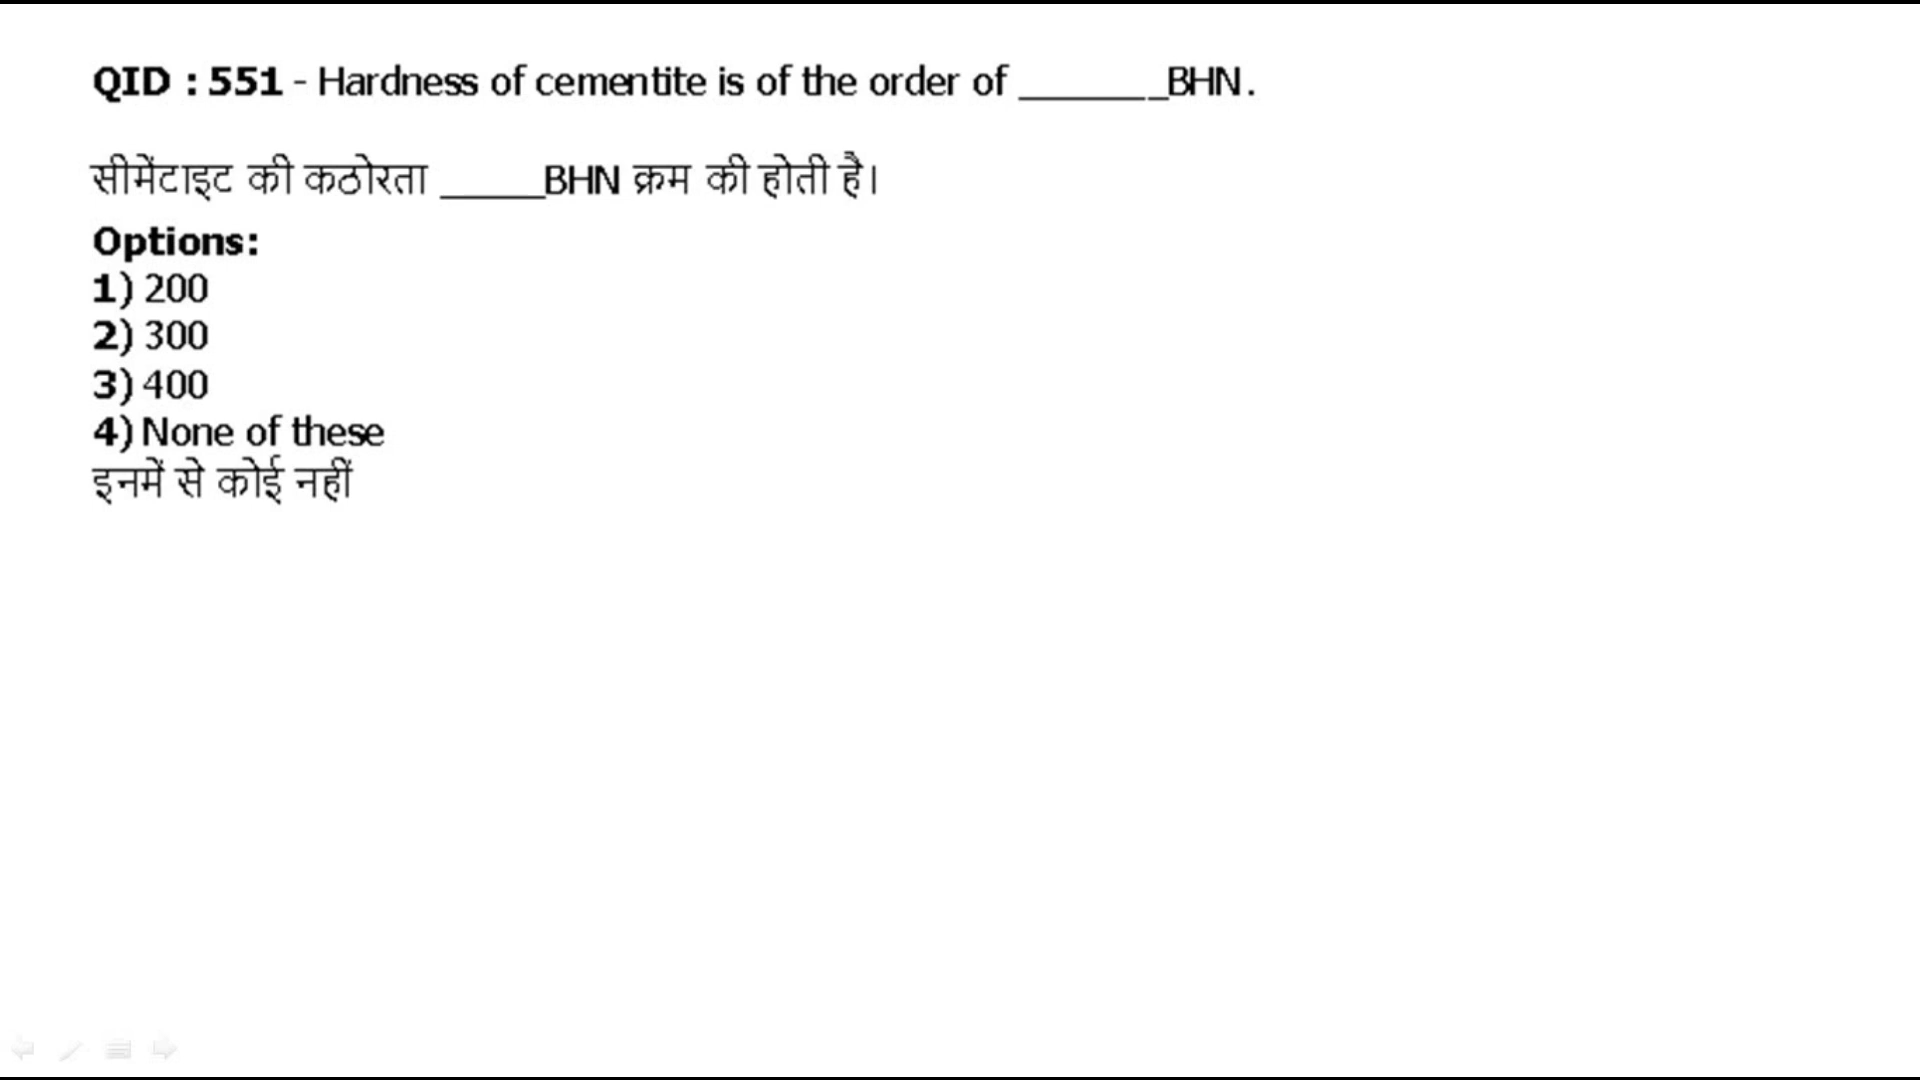 QID : 551 - Hardness of cementite is of the order of _______BHN.
सीमेंटाइट की कठोरता _____BHN क्रम की होती है।
Options:
1) 200
2) 300
3) 400
4) None of these
इनमें से कोई नहीं